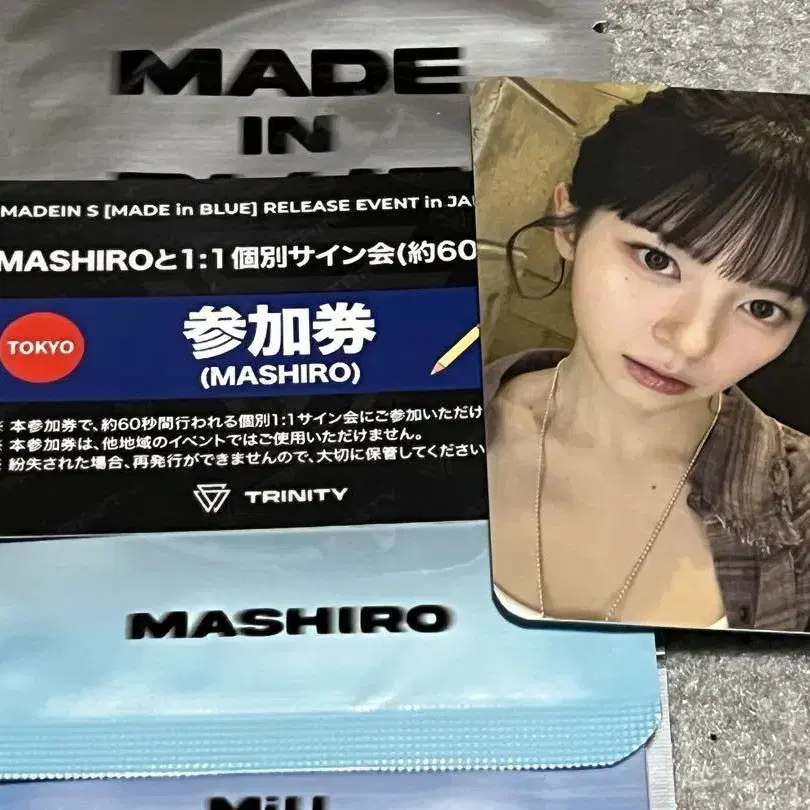 MADE
IN
MADEIN S [MADE in BLUE] RELEASE EVENT in JA
MASHIROと1:1個別サイン会(約60
TOKYO
参加券
(MASHIRO)
※ 本参加券で、約60秒間行われる個別1:1サイン会にご参加いただけ
※ 本参加券は、他地域のイベントではご使用いただけません。
※ 紛失された場合、再発行ができませんので、大切に保管してください
TRINITY
MASHIRO
MiU